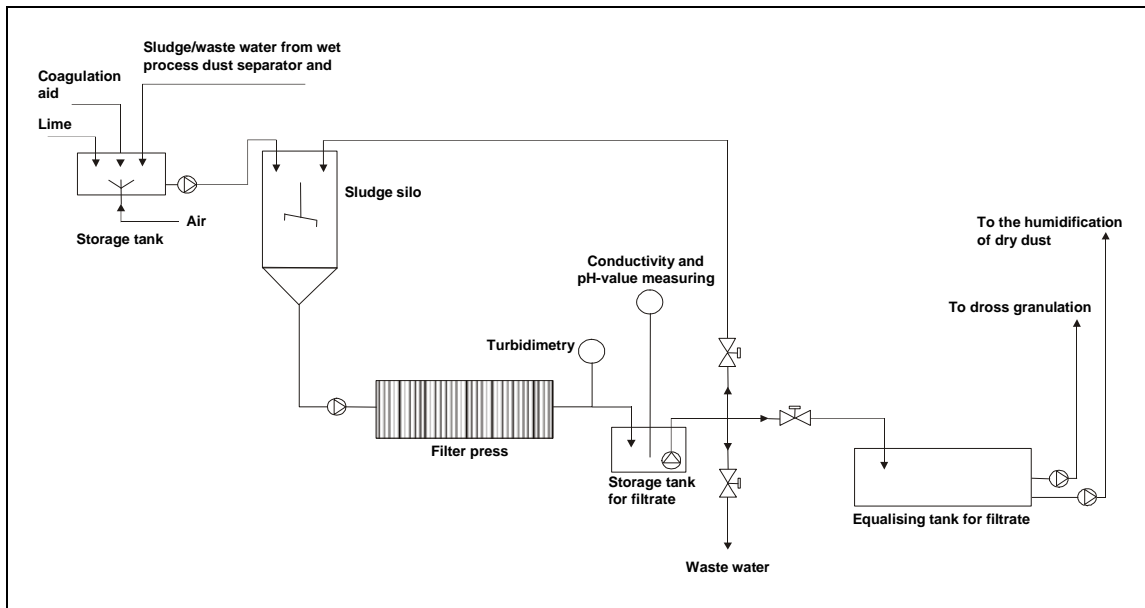 Sludge/waste water from wet
process dust separator and
Coagulation
aid
Lime
Air
Storage tank
Sludge silo
Conductivity and
pH-value measuring
Turbidimetry
Filter press
Storage tank
for filtrate
Waste water
To the humidification
of dry dust
To dross granulation
Equalising tank for filtrate